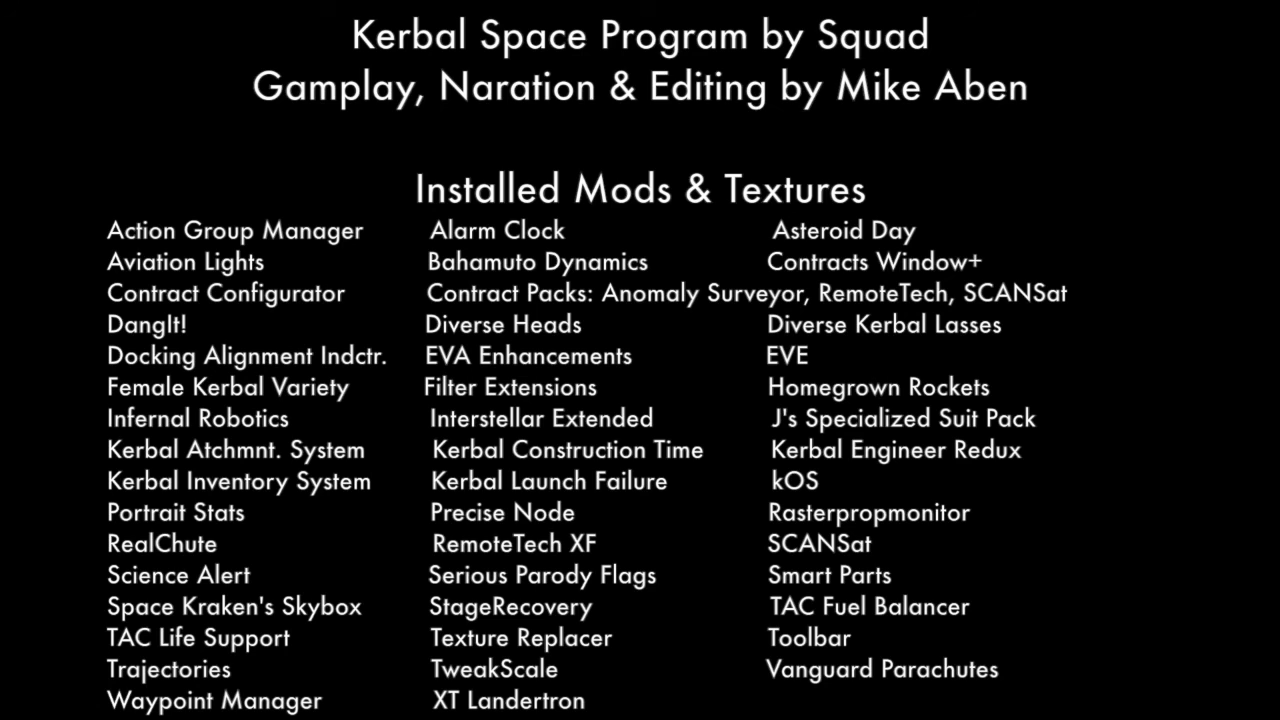 Kerbal Space Program by Squad
Gamplay, Naration & Editing by Mike Aben
Installed Mods & Textures
Action Group Manager Alarm Clock Asteroid Day
Aviation Lights Bahamuto Dynamics Contracts Window+
Contract Configurator Contract Packs: Anomaly Surveyor, RemoteTech, SCANSat
DangIt! Diverse Heads Diverse Kerbal Lasses
Docking Alignment Indctr. EVA Enhancements EVE
Female Kerbal Variety Filter Extensions Homegrown Rockets
Infernal Robotics Interstellar Extended J's Specialized Suit Pack
Kerbal Atchmnt. System Kerbal Construction Time Kerbal Engineer Redux
Kerbal Inventory System Kerbal Launch Failure kOS
Portrait Stats Precise Node Rasterpropmonitor
RealChute RemoteTech XF SCANSat
Science Alert Serious Parody Flags Smart Parts
Space Kraken's Skybox StageRecovery TAC Fuel Balancer
TAC Life Support Texture Replacer Toolbar
Trajectories TweakScale Vanguard Parachutes
Waypoint Manager XT Landertron